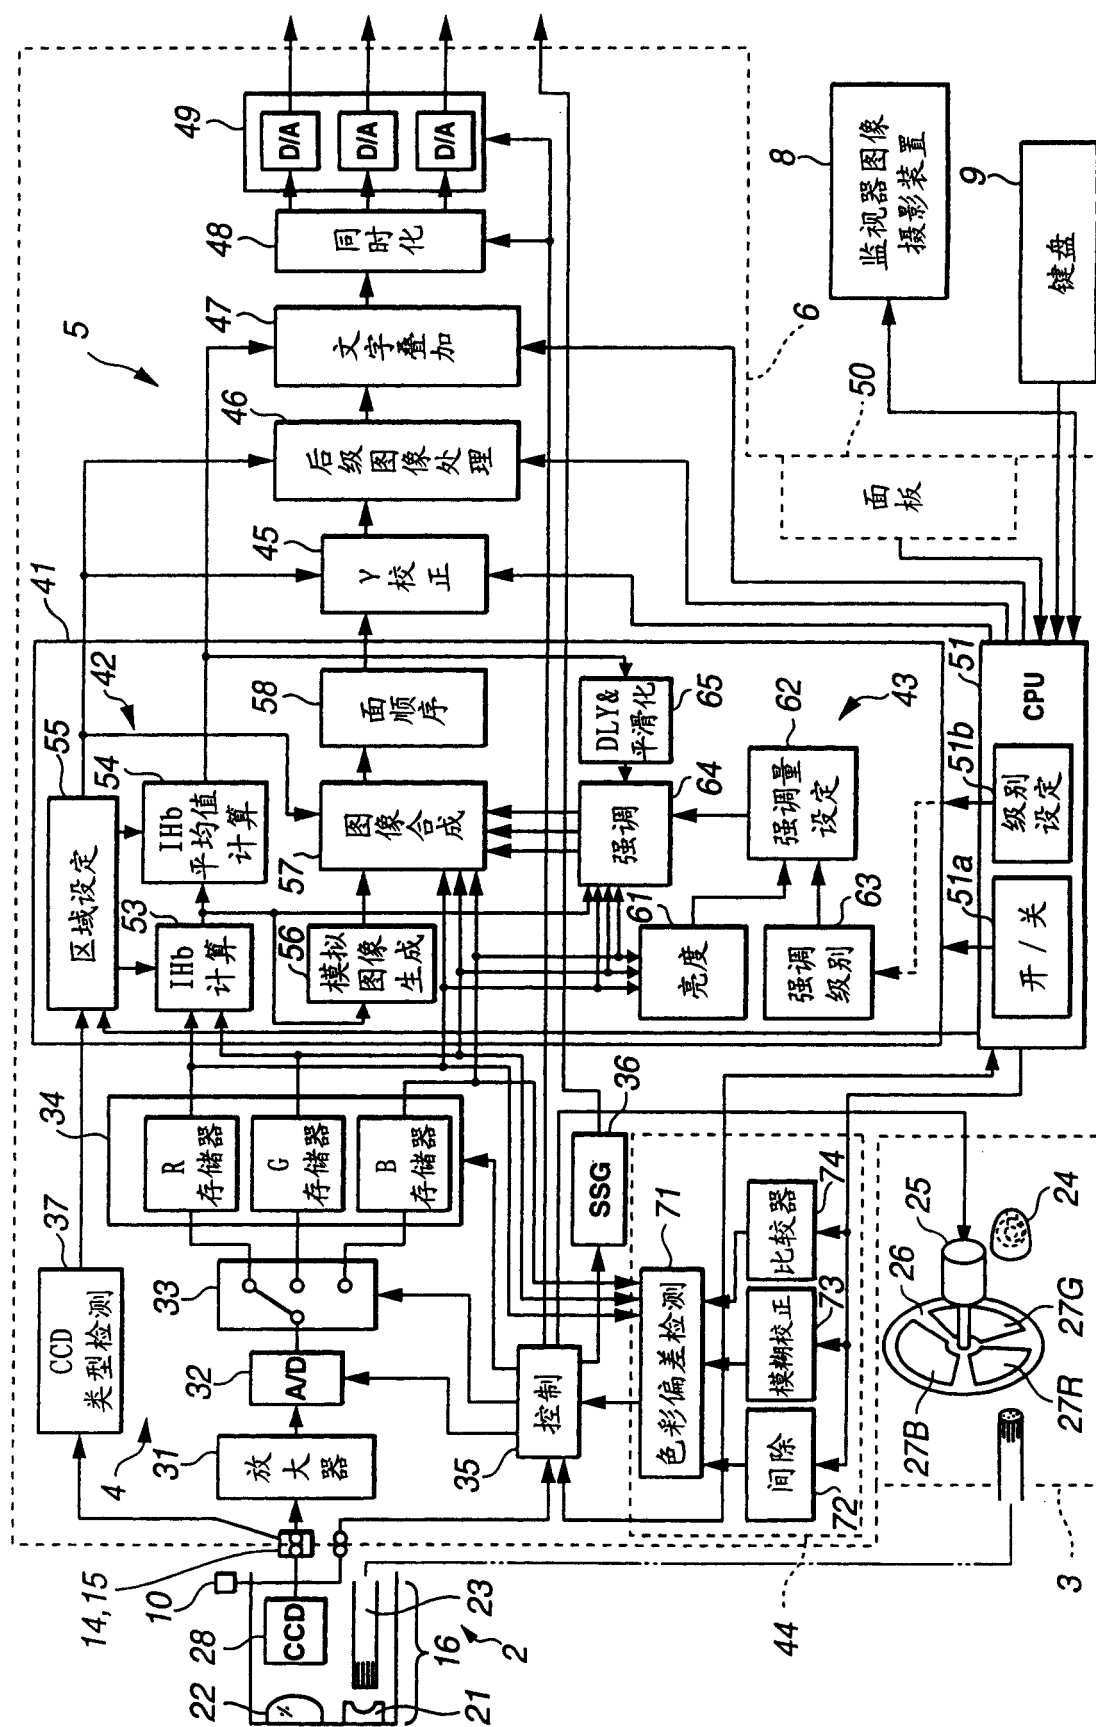 5
49
D/A
D/A
D/A
48
同时化
47
文字叠加
46
后级图像处理
45
γ
校正
41
42
55
区域设定
54
IHb
平均值
计算
53
IHb
计算
58
面顺序
57
图像合成
56
模拟
图像
生成
65
DLY&
平滑化
64
强调
62
强调量
设定
43
61
亮度
63
强调
级别
8
监视器图像
摄影装置
9
键盘
6
50
面
板
51
CPU
51b
级别
设定
51a
开/关
37
CCD
类型检测
34
R
存储器
G
存储器
B
存储器
33
32
A/D
31
放大器
4
36
SSG
35
控制
71
色彩偏差检测
74
比较器
73
模糊校正
72
间除
44
14,15
10
28
CCD
22
21
23
16
2
26
25
24
27G
27R
27B
3